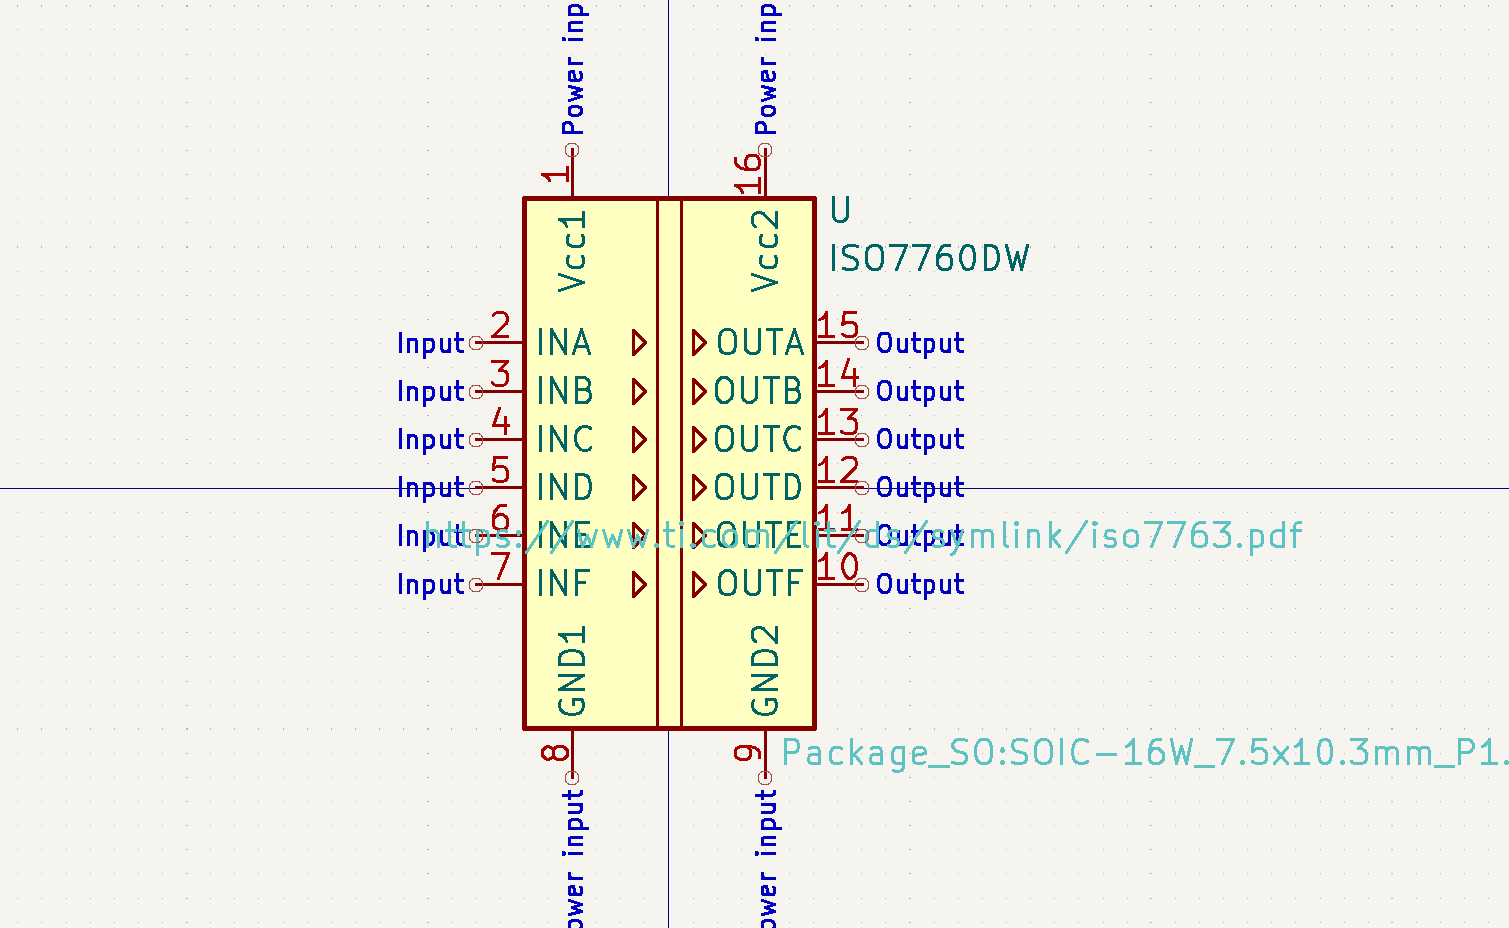 Power inp
Power inp
1
16
Vcc1
Vcc2
U
ISO7760DW
Input 2 INA OUTA 15 Output
Input 3 INB OUTB 14 Output
Input 4 INC OUTC 13 Output
Input 5 IND OUTD 12 Output
Input 6 INE OUTE 11 Output
https://www.ti.com/lit/ds/symlink/iso7763.pdf
Input 7 INF OUTF 10 Output
GND1
GND2
8
9
Package_SO:SOIC-16W_7.5x10.3mm_P1.
ower input
ower input